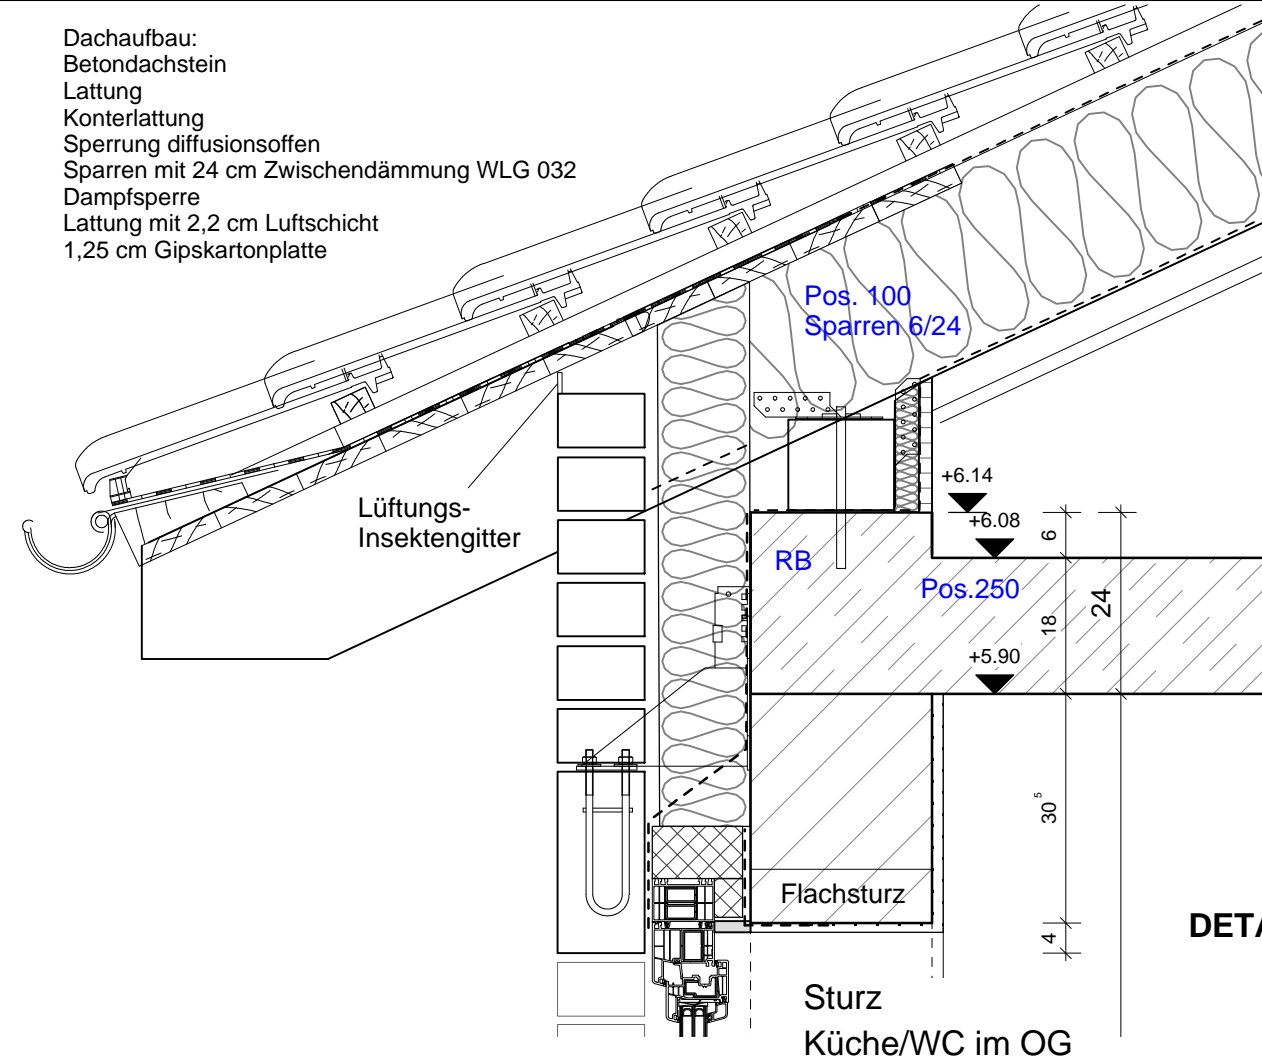 Dachaufbau:
Betondachstein
Lattung
Konterlattung
Sperrung diffusionsoffen
Sparren mit 24 cm Zwischendämmung WLG 032
Dampfsperre
Lattung mit 2,2 cm Luftschicht
1,25 cm Gipskartonplatte
Pos. 100
Sparren 6/24
Lüftungs-
Insektengitter
+6.14
+6.08
6
RB
Pos.250
24
18
+5.90
30⁵
Flachsturz
4
DETA
Sturz
Küche/WC im OG